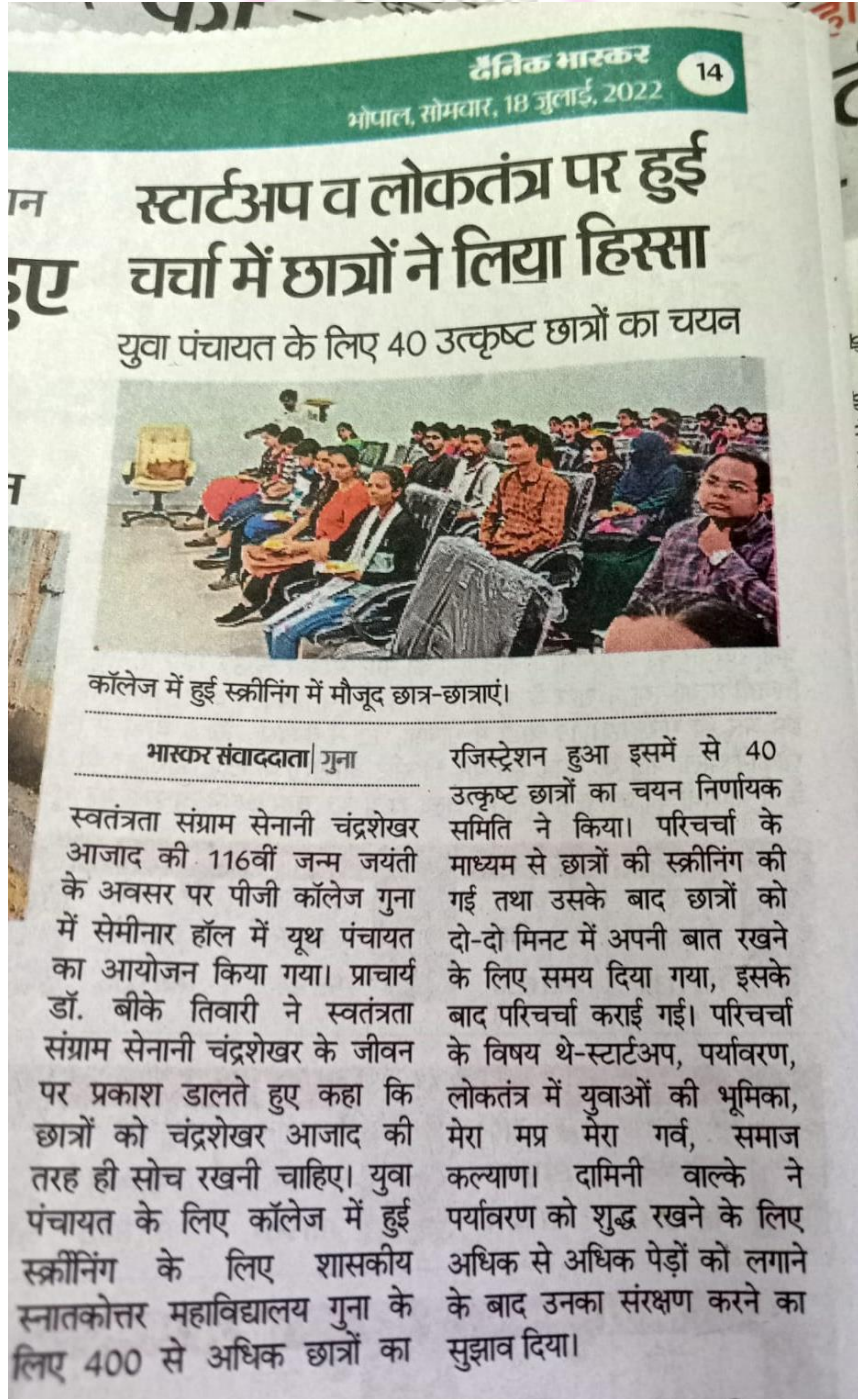 दैनिक भास्कर
14
भोपाल, सोमवार, 18 जुलाई, 2022
स्टार्टअप व लोकतंत्र पर हुई
चर्चा में छात्रों ने लिया हिस्सा
युवा पंचायत के लिए 40 उत्कृष्ट छात्रों का चयन
कॉलेज में हुई स्क्रीनिंग में मौजूद छात्र-छात्राएं।
भास्कर संवाददाता | गुना
स्वतंत्रता संग्राम सेनानी चंद्रशेखर
आजाद की 116वीं जन्म जयंती
के अवसर पर पीजी कॉलेज गुना
में सेमीनार हॉल में यूथ पंचायत
का आयोजन किया गया। प्राचार्य
डॉ. बीके तिवारी ने स्वतंत्रता
संग्राम सेनानी चंद्रशेखर के जीवन
पर प्रकाश डालते हुए कहा कि
छात्रों को चंद्रशेखर आजाद की
तरह ही सोच रखनी चाहिए। युवा
पंचायत के लिए कॉलेज में हुई
स्क्रीनिंग के लिए शासकीय
स्नातकोत्तर महाविद्यालय गुना के
लिए 400 से अधिक छात्रों का
रजिस्ट्रेशन हुआ इसमें से 40
उत्कृष्ट छात्रों का चयन निर्णायक
समिति ने किया। परिचर्चा के
माध्यम से छात्रों की स्क्रीनिंग की
गई तथा उसके बाद छात्रों को
दो-दो मिनट में अपनी बात रखने
के लिए समय दिया गया, इसके
बाद परिचर्चा कराई गई। परिचर्चा
के विषय थे-स्टार्टअप, पर्यावरण,
लोकतंत्र में युवाओं की भूमिका,
मेरा मप्र मेरा गर्व, समाज
कल्याण। दामिनी वाल्के ने
पर्यावरण को शुद्ध रखने के लिए
अधिक से अधिक पेड़ों को लगाने
के बाद उनका संरक्षण करने का
सुझाव दिया।